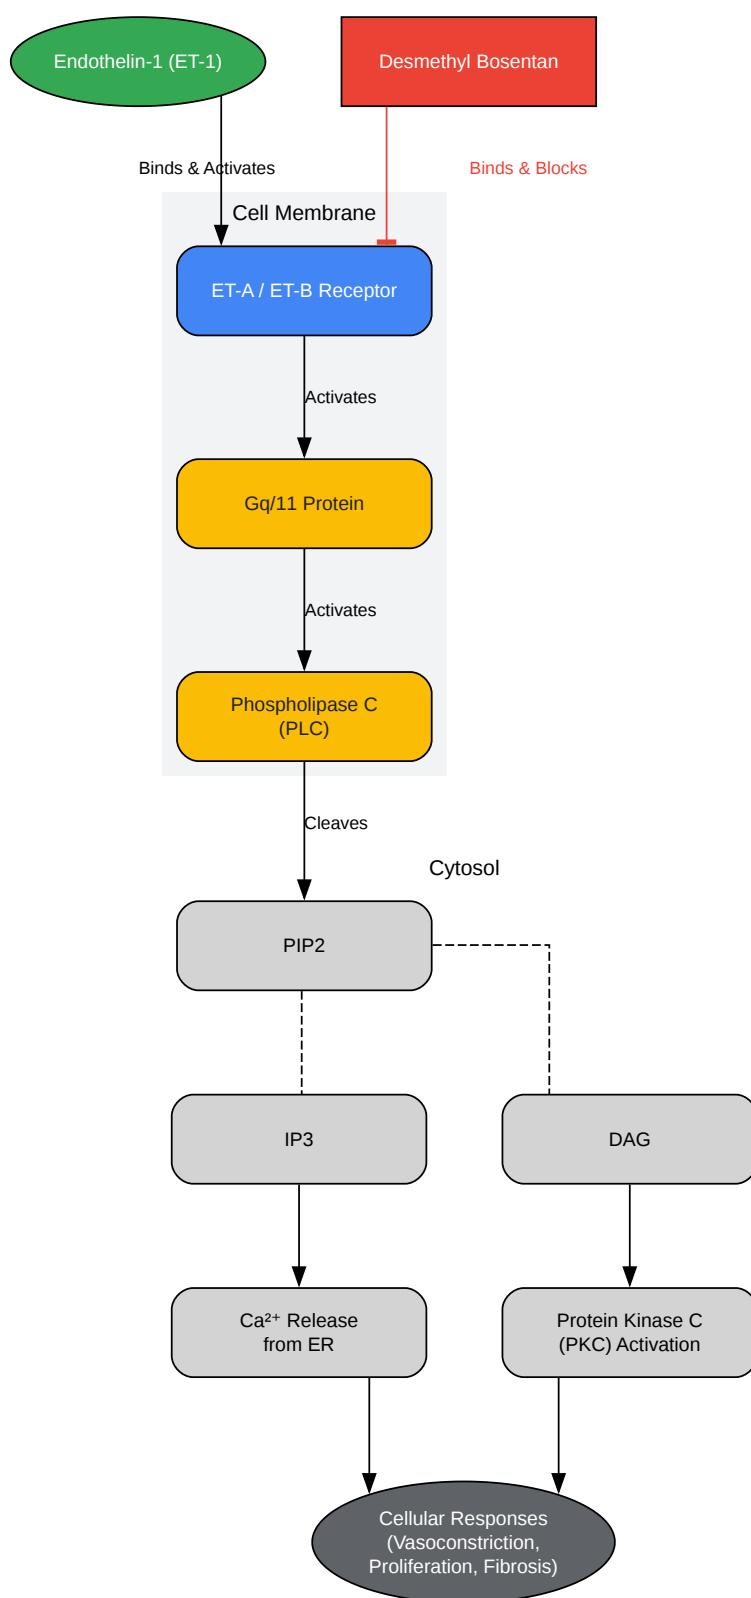 Endothelin-1 (ET-1)
Desmethyl Bosentan
Binds & Activates
Binds & Blocks
Cell Membrane
ET-A / ET-B Receptor
Activates
Gq/11 Protein
Activates
Phospholipase C
(PLC)
Cleaves
Cytosol
PIP2
IP3
DAG
Ca²⁺ Release
from ER
Protein Kinase C
(PKC) Activation
Cellular Responses
(Vasoconstriction,
Proliferation, Fibrosis)